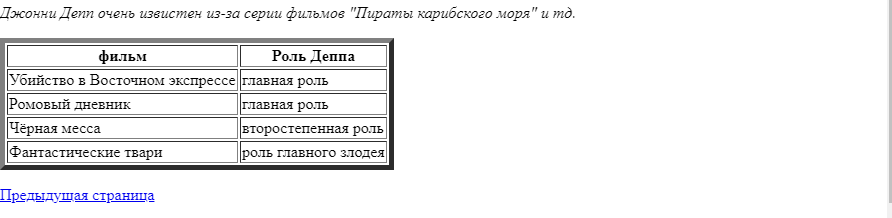 Джонни Депп очень извистен из-за серии фильмов "Пираты карибского моря" и тд.
фильм Роль Деппа
Убийство в Восточном экспрессе главная роль
Ромовый дневник главная роль
Чёрная месса второстепенная роль
Фантастические твари роль главного злодея
Предыдущая страница